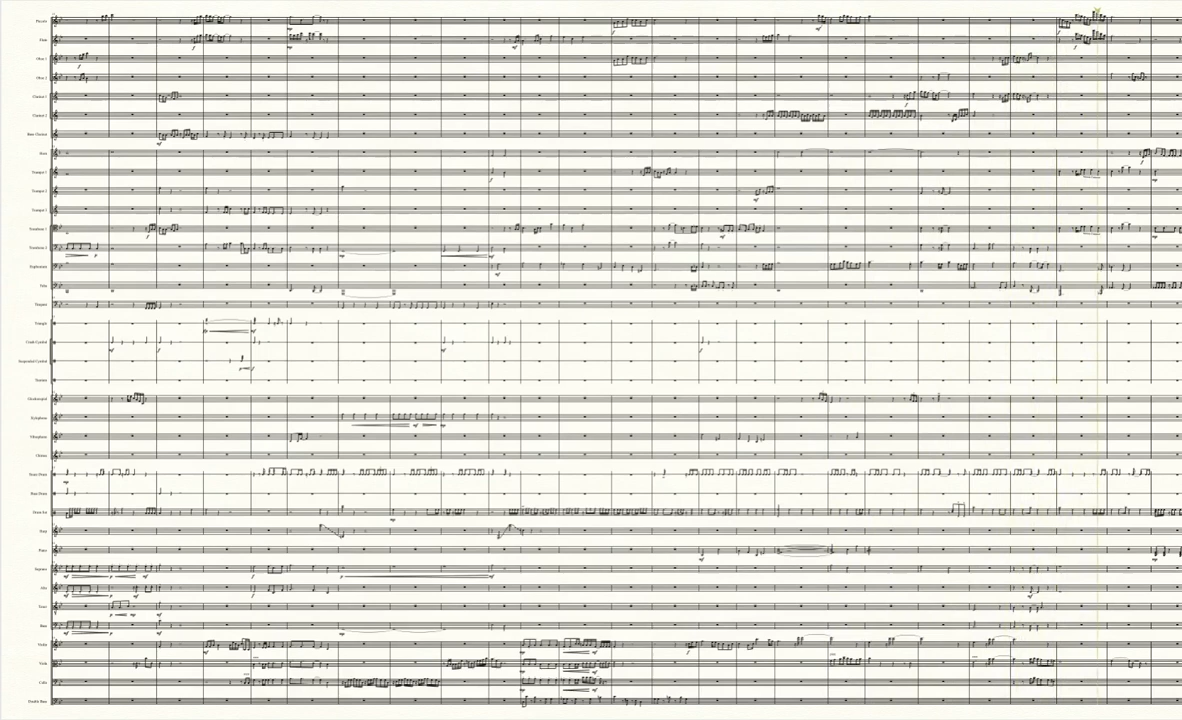 Piccolo
Flute
Oboe 1
Oboe 2
Clarinet 1
Clarinet 2
Bass Clarinet
Horn
Trumpet 1
Trumpet 2
Trumpet 3
Trombone 1
Trombone 2
Euphonium
Tuba
Timpani
Triangle
Crash Cymbal
Suspended Cymbal
Glockenspiel
Xylophone
Vibraphone
Chimes
Snare Drum
Bass Drum
Drum Set
Harp
Piano
Soprano
Alto
Tenor
Bass
Violin
Viola
Cello
Double Bass